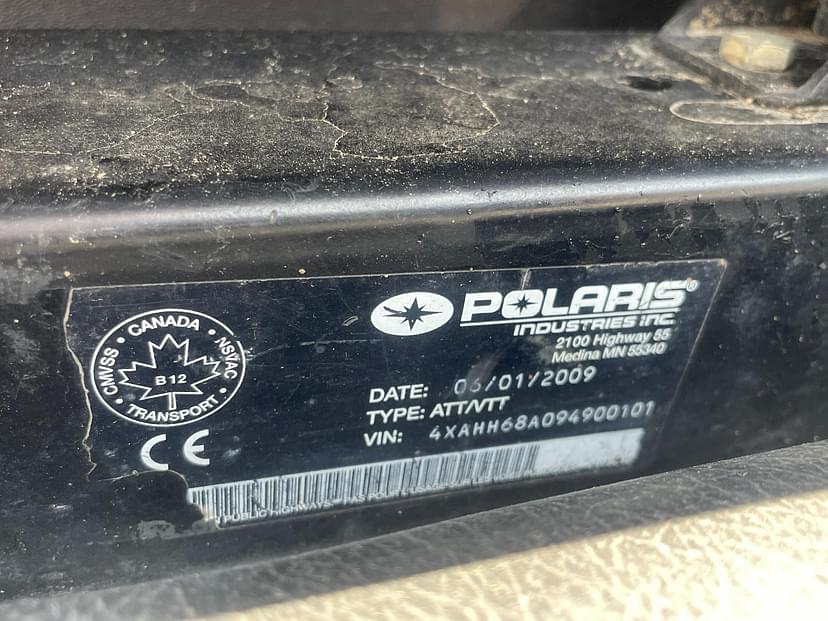 CANADA
CMVSS
NSVAC
B12
TRANSPORT
CE
POLARIS®
INDUSTRIES INC.
2100 Highway 55
Medina MN 55340
DATE: 06/01/2009
TYPE: ATT/VTT
VIN: 4XAHH68A094900101
PUBLIC HIGHWAYS